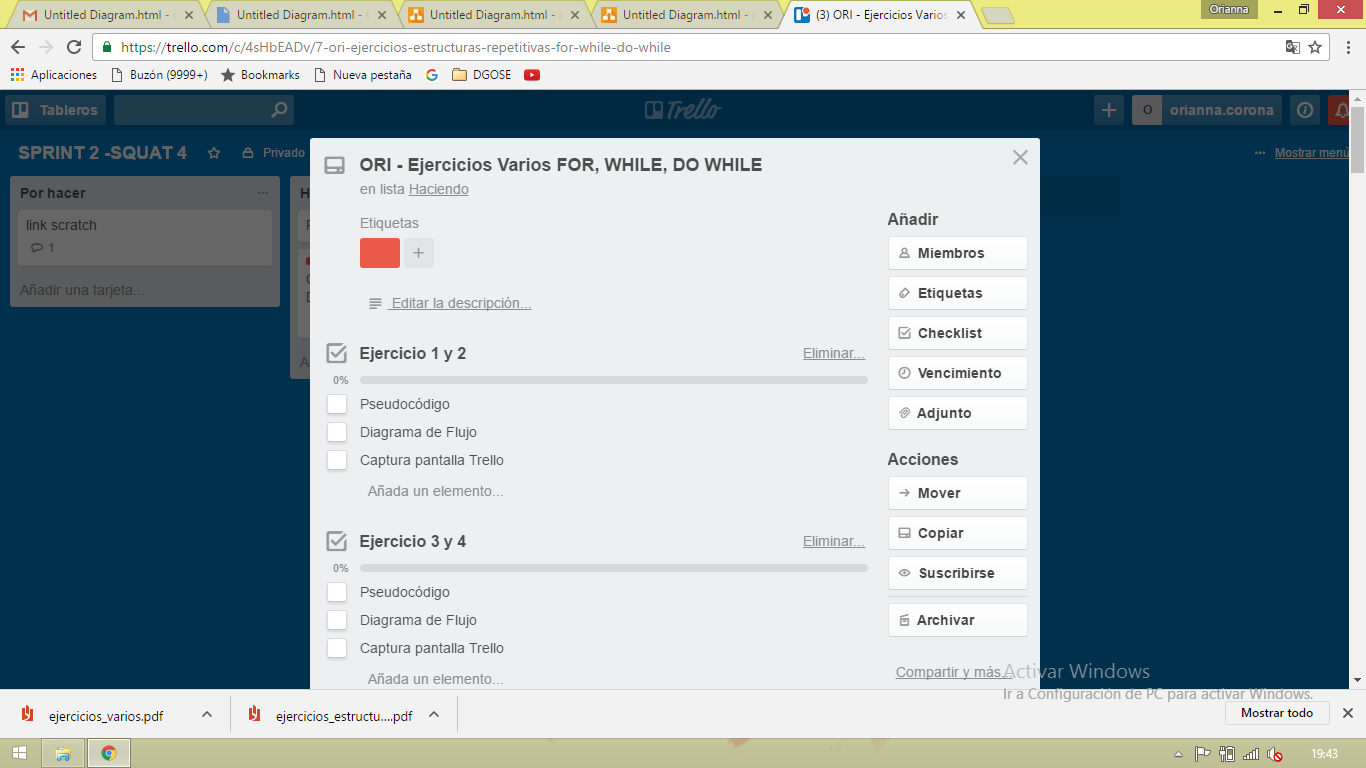 Untitled Diagram.html -
Untitled Diagram.html -
Untitled Diagram.html -
Untitled Diagram.html -
(3) ORI - Ejercicios Varios
Orianna
https://trello.com/c/4sHbEADv/7-ori-ejercicios-estructuras-repetitivas-for-while-do-while
Aplicaciones
Buzón (9999+)
Bookmarks
Nueva pestaña
DGOSE
Tableros
Trello
O
orianna.corona
SPRINT 2 -SQUAT 4
Privado
Mostrar menú
Por hacer
link scratch
1
Añadir una tarjeta...
ORI - Ejercicios Varios FOR, WHILE, DO WHILE
en lista Haciendo
Etiquetas
+
Editar la descripción...
Ejercicio 1 y 2
Eliminar...
0%
Pseudocódigo
Diagrama de Flujo
Captura pantalla Trello
Añada un elemento...
Ejercicio 3 y 4
Eliminar...
0%
Pseudocódigo
Diagrama de Flujo
Captura pantalla Trello
Añada un elemento...
Añadir
Miembros
Etiquetas
Checklist
Vencimiento
Adjunto
Acciones
Mover
Copiar
Suscribirse
Archivar
Compartir y más...
Activar Windows
Ir a Configuración de PC para activar Windows.
ejercicios_varios.pdf
ejercicios_estructu....pdf
Mostrar todo
19:43